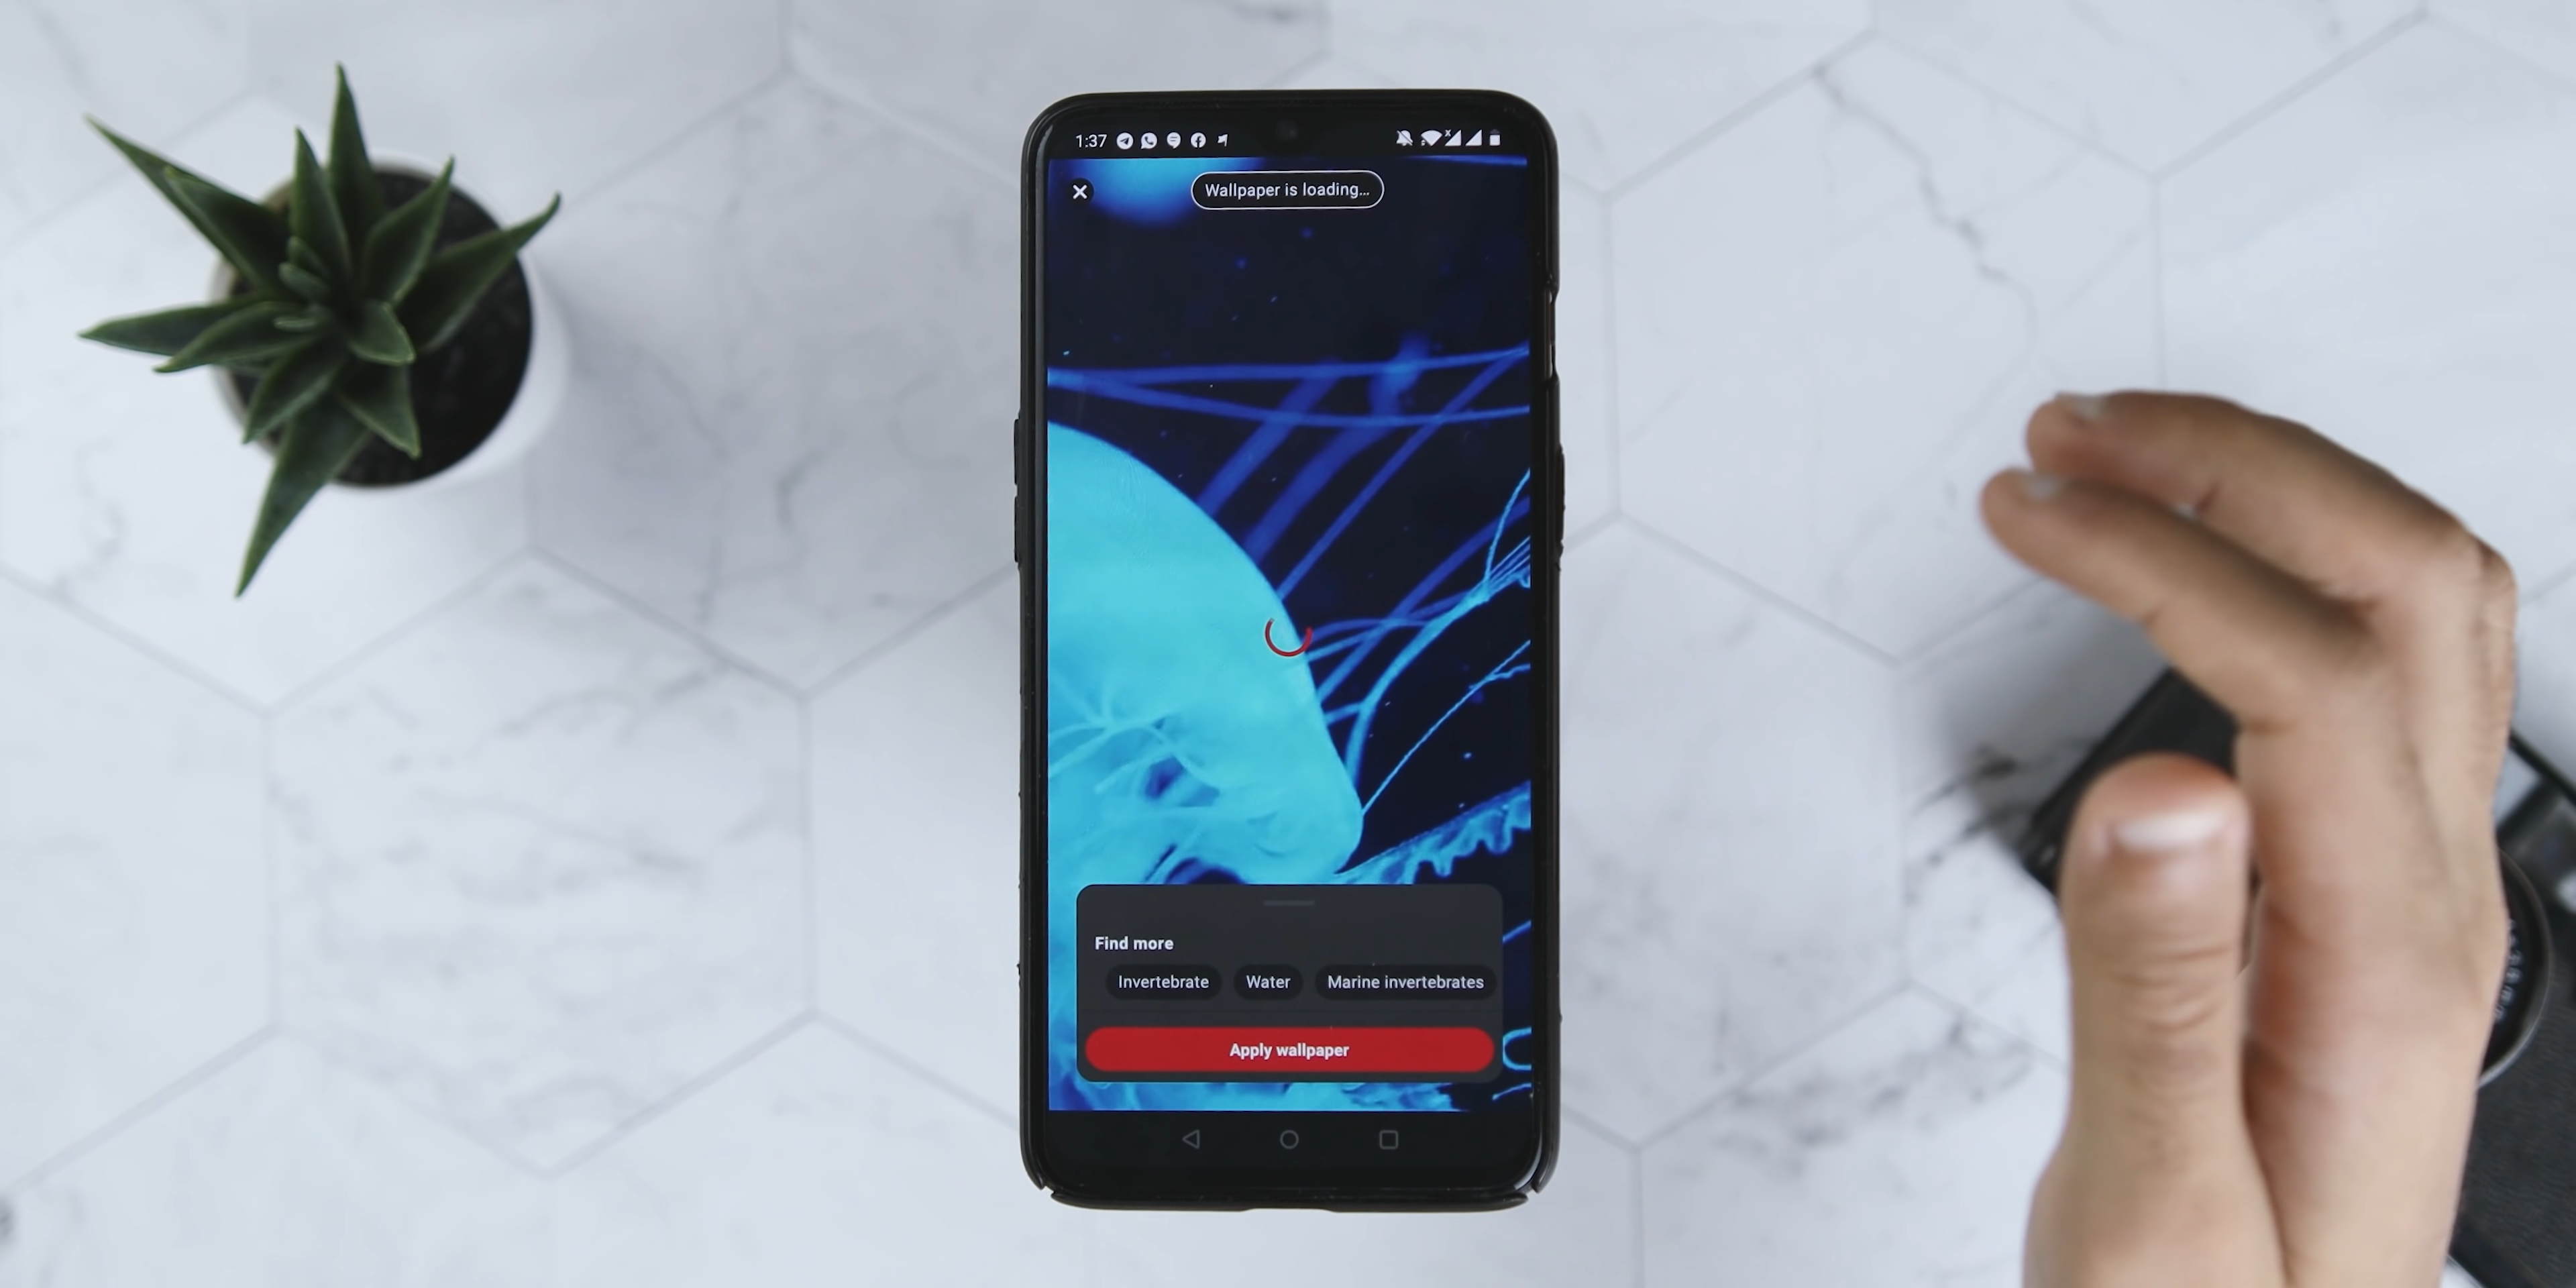 1:37
Wallpaper is loading...
Find more
Invertebrate Water Marine invertebrates
Apply wallpaper